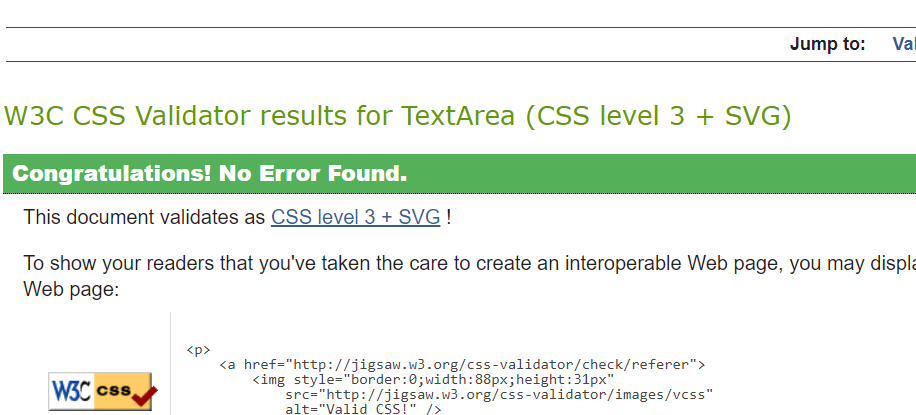 Jump to:
W3C CSS Validator results for TextArea (CSS level 3 + SVG)
Congratulations! No Error Found.
This document validates as CSS level 3 + SVG !
To show your readers that you've taken the care to create an interoperable Web page, you may
Web page:
<p>
<a href="http://jigsaw.w3.org/css-validator/check/referer">
<img style="border:0;width:88px;height:31px"
src="http://jigsaw.w3.org/css-validator/images/vcss"
alt="Valid CSS!" />
W3C css